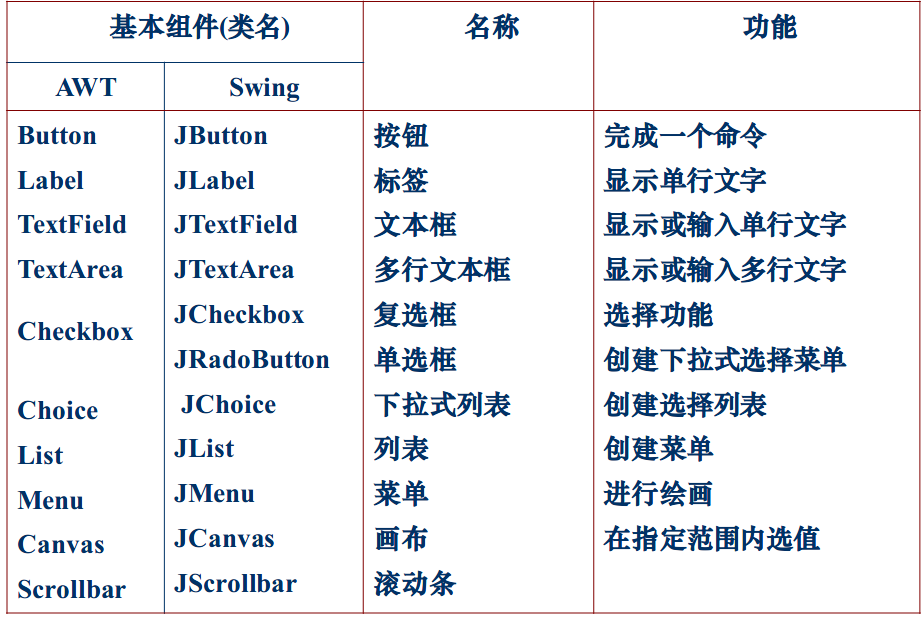 基本组件(类名) 名称 功能
AWT Swing
Button JButton 按钮 完成一个命令
Label JLabel 标签 显示单行文字
TextField JTextField 文本框 显示或输入单行文字
TextArea JTextArea 多行文本框 显示或输入多行文字
Checkbox JCheckbox 复选框 选择功能
JRadoButton 单选框 创建下拉式选择菜单
Choice JChoice 下拉式列表 创建选择列表
List JList 列表 创建菜单
Menu JMenu 菜单 进行绘画
Canvas JCanvas 画布 在指定范围内选值
Scrollbar JScrollbar 滚动条